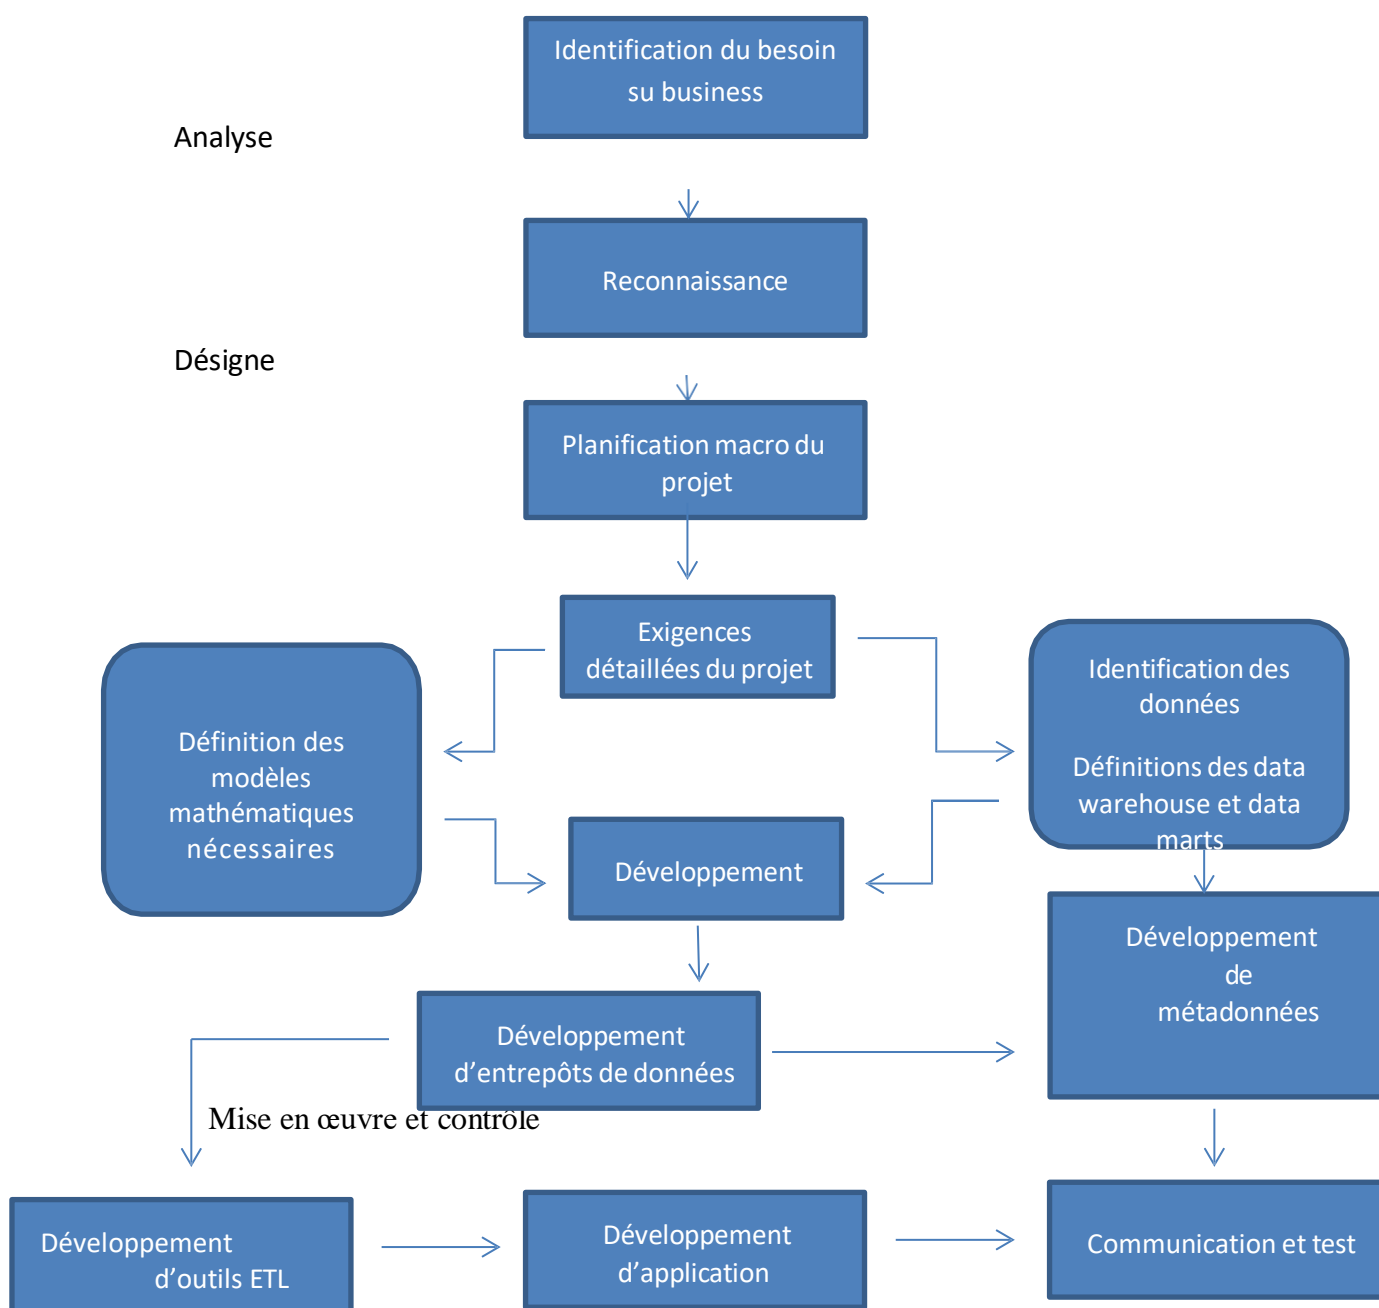 Identification du besoin
su business
Analyse
Reconnaissance
Désigne
Planification macro du
projet
Exigences
détaillées du projet
Identification des
données
Définitions des data
warehouse et data
marts
Définition des
modèles
mathématiques
nécessaires
Développement
Développement
de
métadonnées
Développement
d’entrepôts de données
Mise en œuvre et contrôle
Développement
d’outils ETL
Développement
d’application
Communication et test